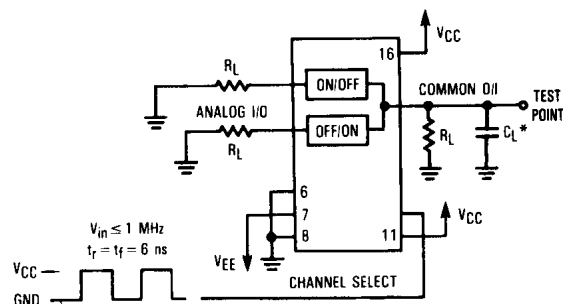 VCC
16
RL
ON/OFF
COMMON O/I
TEST POINT
ANALOG I/O
OFF/ON
RL
RL
CL*
6
7
8
11
VCC
VEE
Vin ≤ 1 MHz
tr = tf = 6 ns
VCC
GND
CHANNEL SELECT